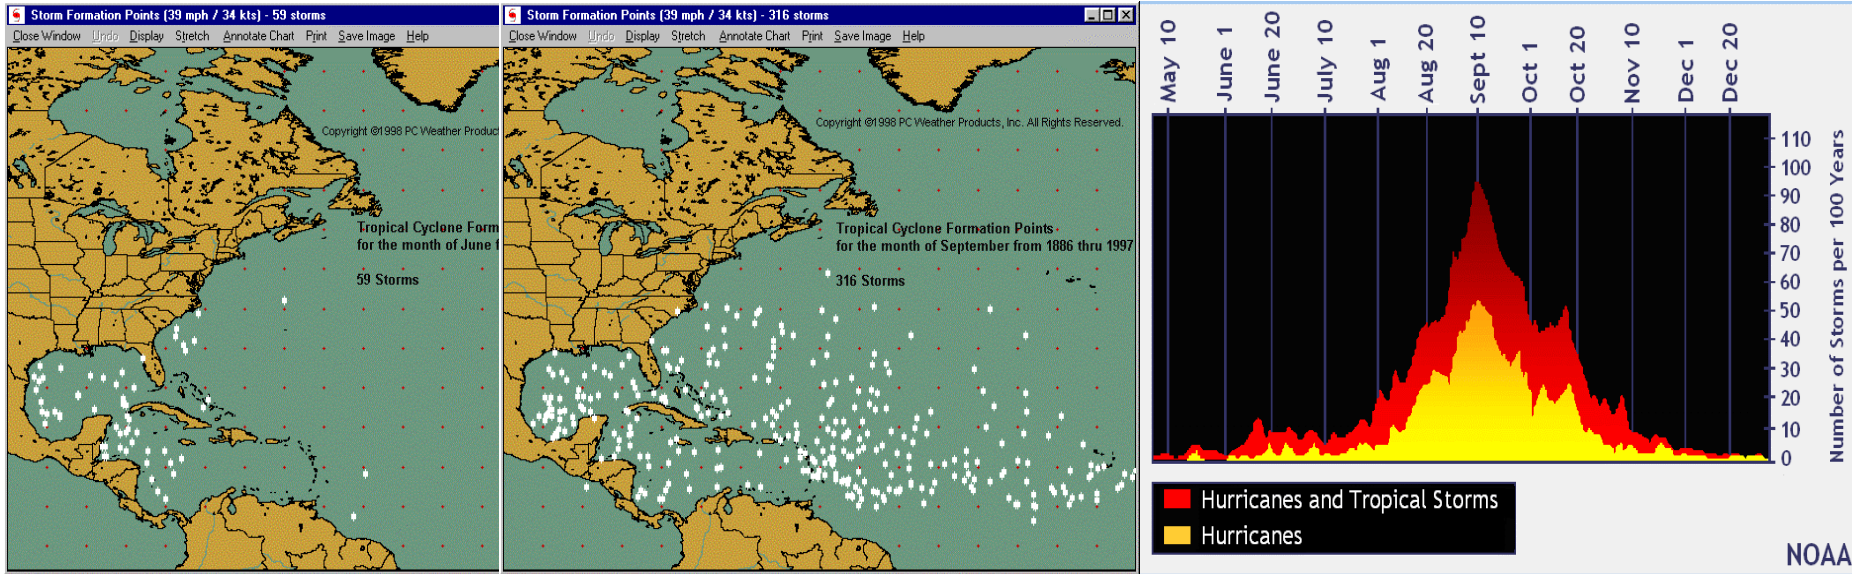 Storm Formation Points (39 mph / 34 kts) - 59 storms
Close Window Undo Display Stretch Annotate Chart Print Save Image Help
Copyright ©1998 PC Weather Produc
Tropical Cyclone Form
for the month of June f
59 Storms
Storm Formation Points (39 mph / 34 kts) - 316 storms
Close Window Undo Display Stretch Annotate Chart Print Save Image Help
Copyright ©1998 PC Weather Products, Inc. All Rights Reserved.
Tropical Cyclone Formation Points
for the month of September from 1886 thru 1997
316 Storms
May 10
June 1
June 20
July 10
Aug 1
Aug 20
Sept 10
Oct 1
Oct 20
Nov 10
Dec 1
Dec 20
110
100
90
80
70
60
50
40
30
20
10
0
Number of Storms per 100 Years
Hurricanes and Tropical Storms
Hurricanes
NOAA